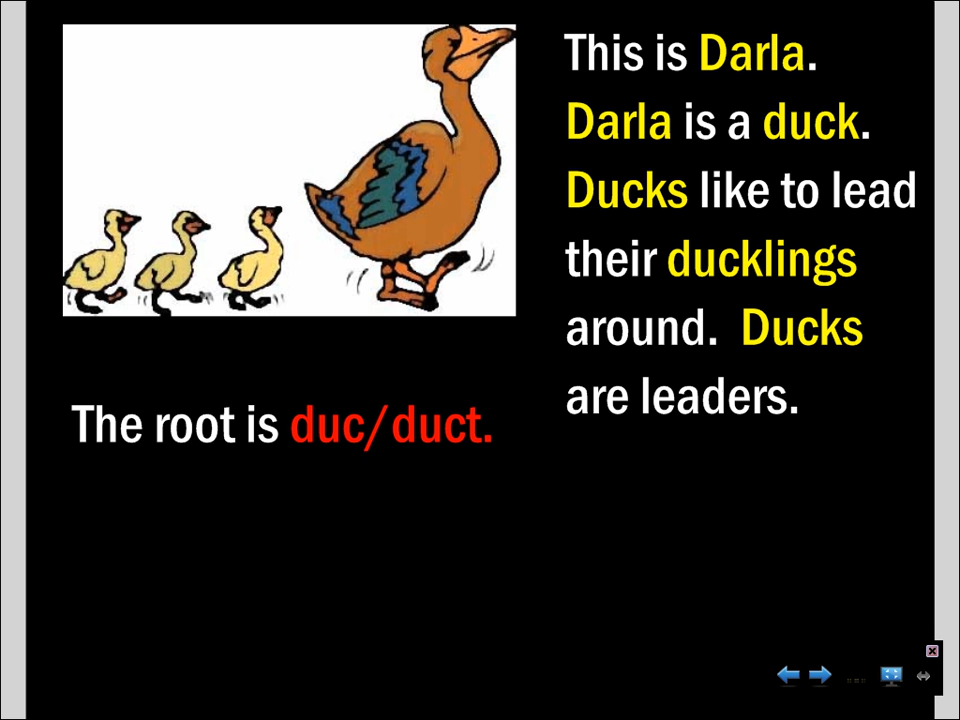 This is Darla.
Darla is a duck.
Ducks like to lead
their ducklings
around.  Ducks
are leaders.
The root is duc/duct.